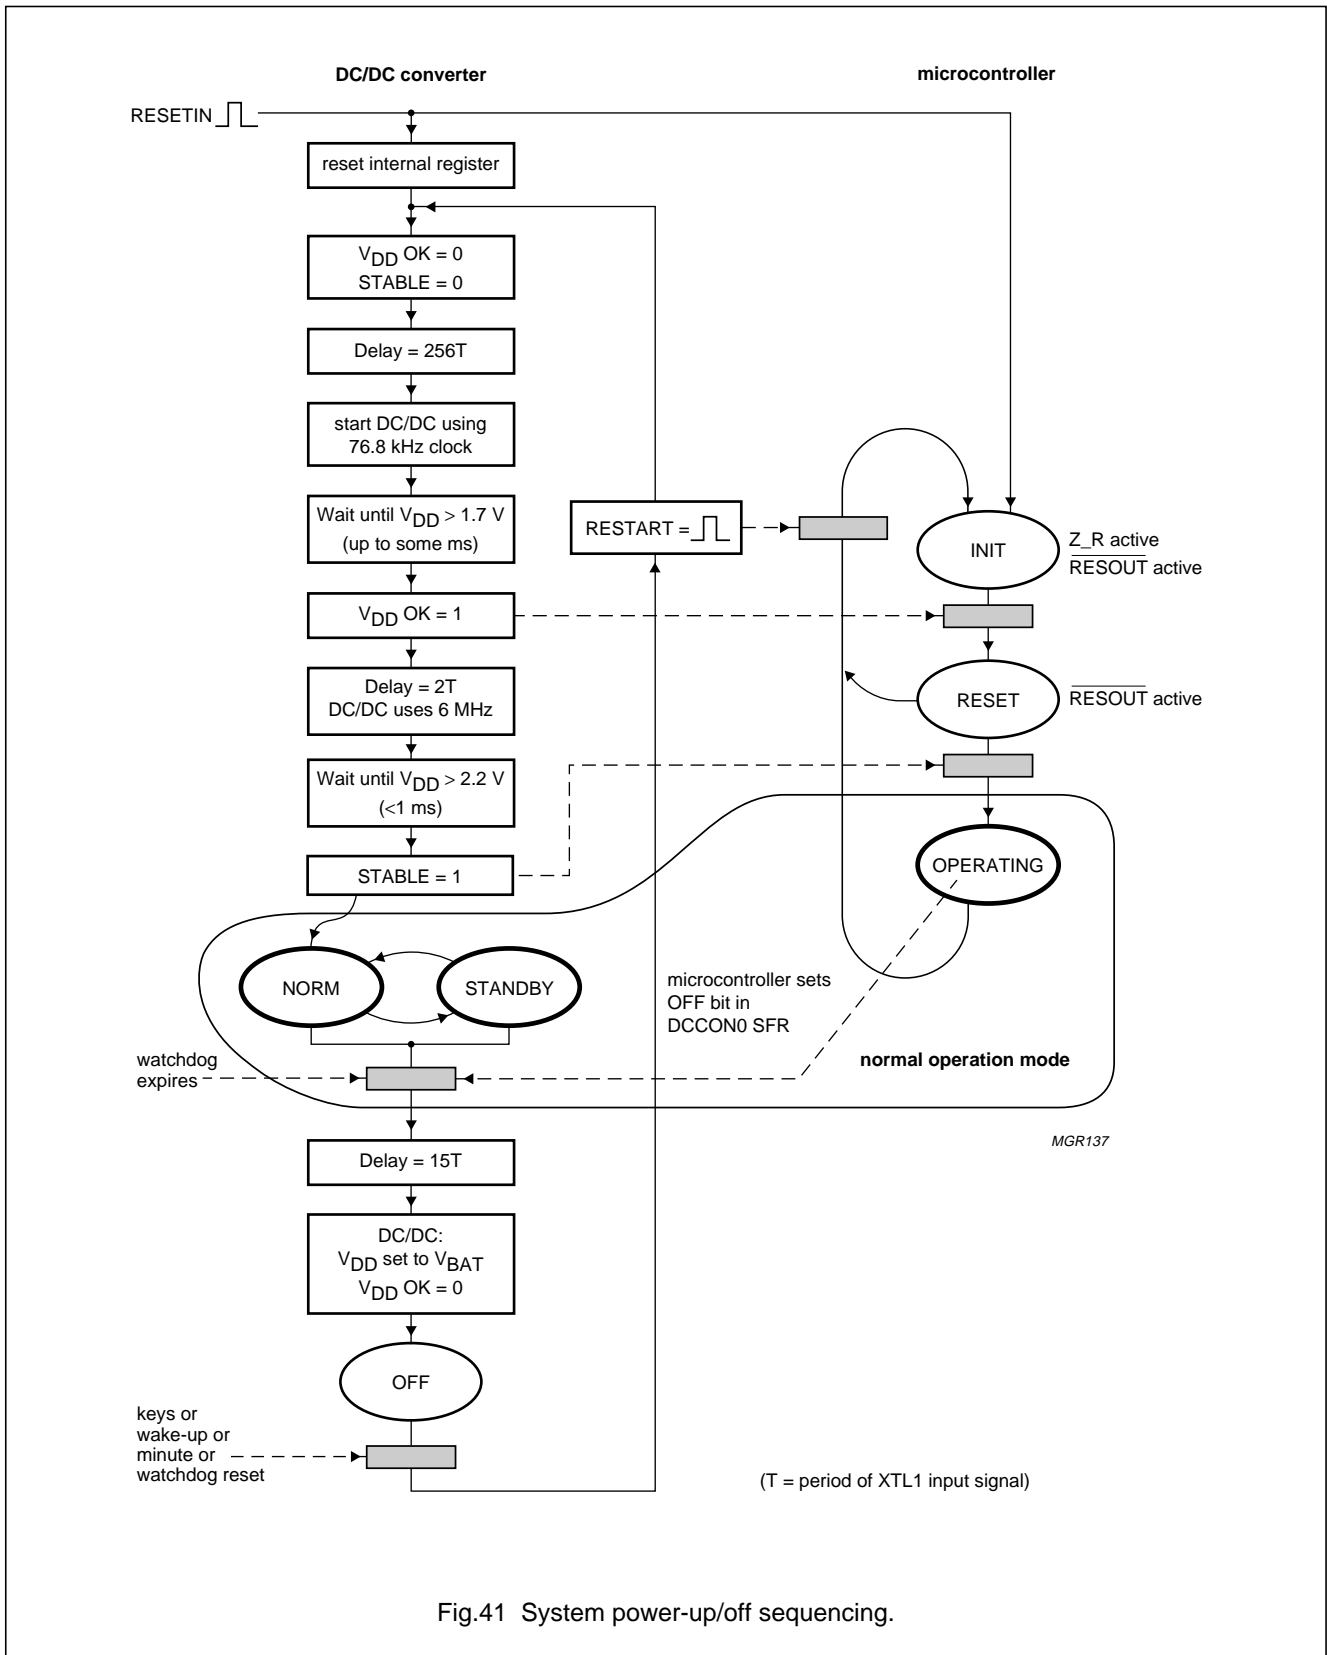 DC/DC converter
microcontroller
RESETIN
reset internal register
VDD OK = 0
STABLE = 0
Delay = 256T
start DC/DC using
76.8 kHz clock
Wait until VDD > 1.7 V
(up to some ms)
RESTART =
INIT
Z_R active
RESOUT active
VDD OK = 1
Delay = 2T
DC/DC uses 6 MHz
RESET
RESOUT active
Wait until VDD > 2.2 V
(<1 ms)
STABLE = 1
OPERATING
NORM
STANDBY
microcontroller sets
OFF bit in
DCCON0 SFR
normal operation mode
watchdog
expires
MGR137
Delay = 15T
DC/DC:
VDD set to VBAT
VDD OK = 0
OFF
keys or
wake-up or
minute or
watchdog reset
(T = period of XTL1 input signal)
Fig.41 System power-up/off sequencing.